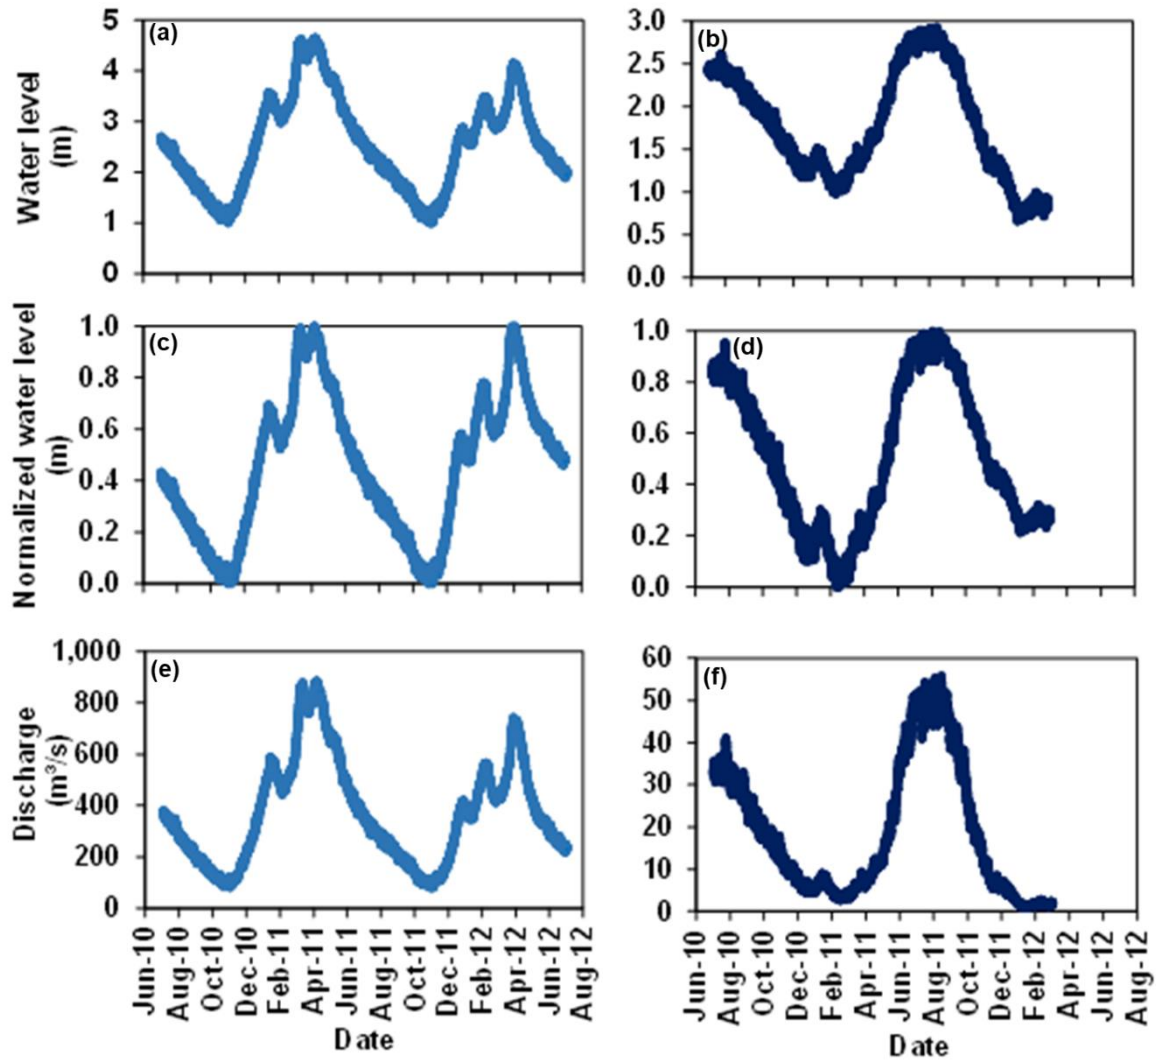 (a)
5
4
3
2
1
0
Water level
(m)
(b)
3.0
2.5
2.0
1.5
1.0
0.5
0.0
(c)
1.0
0.8
0.6
0.4
0.2
0.0
Normalized water level
(m)
(d)
1.0
0.8
0.6
0.4
0.2
0.0
(e)
1,000
800
600
400
200
0
Discharge
(m³/s)
Jun-10
Aug-10
Oct-10
Dec-10
Feb-11
Apr-11
Jun-11
Aug-11
Oct-11
Dec-11
Feb-12
Apr-12
Jun-12
Aug-12
Date
(f)
60
50
40
30
20
10
0
Jun-10
Aug-10
Oct-10
Dec-10
Feb-11
Apr-11
Jun-11
Aug-11
Oct-11
Dec-11
Feb-12
Apr-12
Jun-12
Aug-12
Date